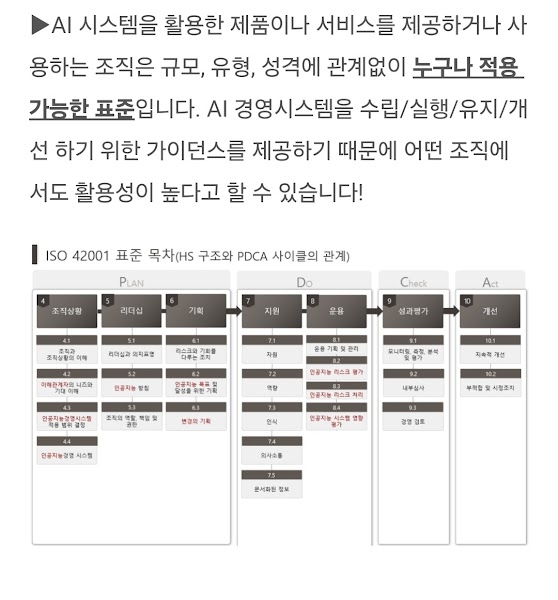 ▶AI 시스템을 활용한 제품이나 서비스를 제공하거나 사
용하는 조직은 규모, 유형, 성격에 관계없이 누구나 적용
가능한 표준입니다. AI 경영시스템을 수립/실행/유지/개
선 하기 위한 가이던스를 제공하기 때문에 어떤 조직에
서도 활용성이 높다고 할 수 있습니다!
ISO 42001 표준 목차(HS 구조와 PDCA 사이클의 관계)
PLAN
4
조직상황
4.1
조직과
조직상황의 이해
4.2
이해관계자의 니즈와
기대 이해
4.3
인공지능경영시스템
적용 범위 결정
4.4
인공지능경영 시스템
5
리더십
5.1
리더십과 의지표명
5.2
인공지능 방침
5.3
조직의 역할, 책임 및
권한
6
기획
6.1
리스크와 기회를
다루는 조치
6.2
인공지능 목표 및
달성을 위한 기획
6.3
변경의 기획
DO
7
지원
7.1
자원
7.2
역량
7.3
인식
7.4
의사소통
7.5
문서화된 정보
8
운용
8.1
운용 기획 및 관리
8.2
인공지능 리스크 평가
8.3
인공지능 리스크 처리
8.4
인공지능 시스템 영향
평가
Check
9
성과평가
9.1
모니터링, 측정, 분석
및 평가
9.2
내부심사
9.3
경영 검토
Act
10
개선
10.1
지속적 개선
10.2
부적합 및 시정조치